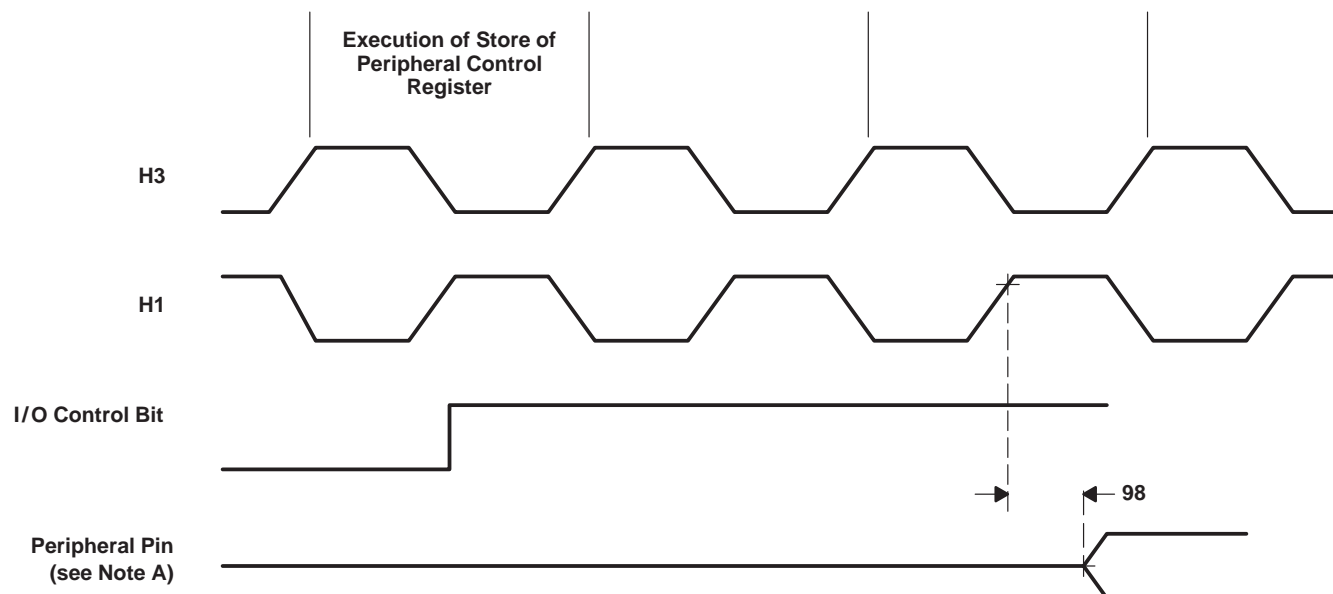 Execution of Store of
Peripheral Control
Register
H3
H1
I/O Control Bit
98
Peripheral Pin
(see Note A)